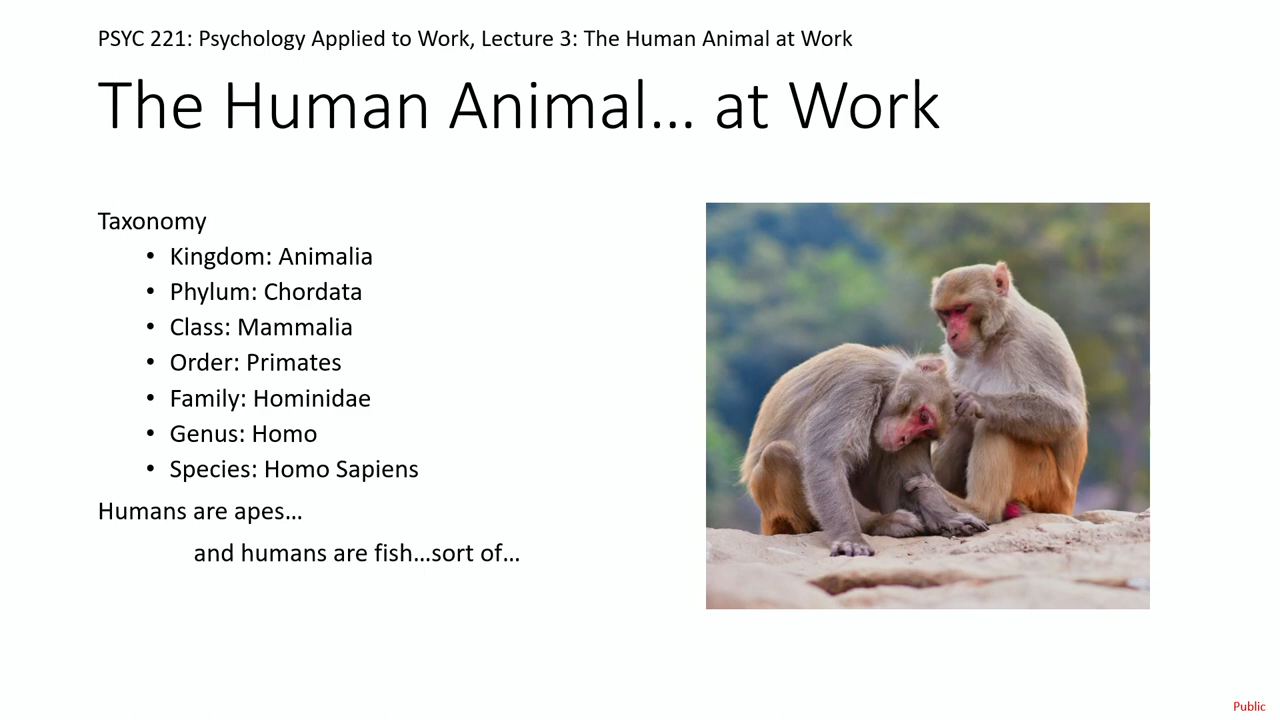 PSYC 221: Psychology Applied to Work, Lecture 3: The Human Animal at Work
The Human Animal... at Work
Taxonomy
• Kingdom: Animalia
• Phylum: Chordata
• Class: Mammalia
• Order: Primates
• Family: Hominidae
• Genus: Homo
• Species: Homo Sapiens
Humans are apes...
and humans are fish...sort of...
Public